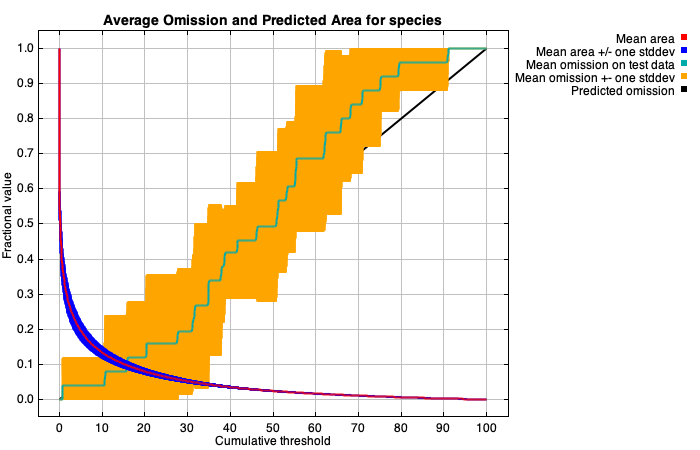 Average Omission and Predicted Area for species
Mean area
Mean area +/- one stddev
Mean omission on test data
Mean omission +- one stddev
Predicted omission
Fractional value
1.0
0.9
0.8
0.7
0.6
0.5
0.4
0.3
0.2
0.1
0.0
0 10 20 30 40 50 60 70 80 90 100
Cumulative threshold